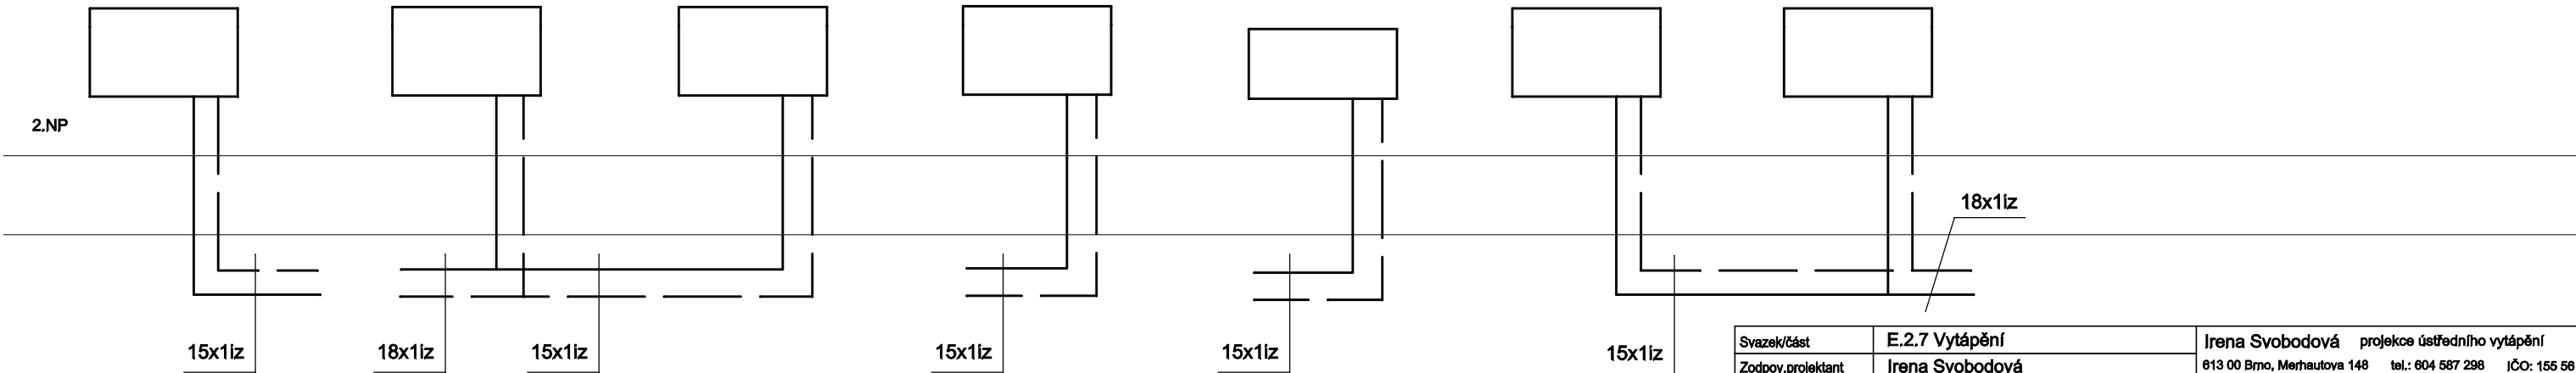 2.NP
18x1iz
15x1iz
18x1iz
15x1iz
15x1iz
15x1iz
15x1iz
Svazek/část E.2.7 Vytápění Irena Svobodová projekce ústředního vytápění
Zodpov.projektant Irena Svobodová 613 00 Brno, Merhautova 148 tel.: 604 587 298 IČO: 155 58